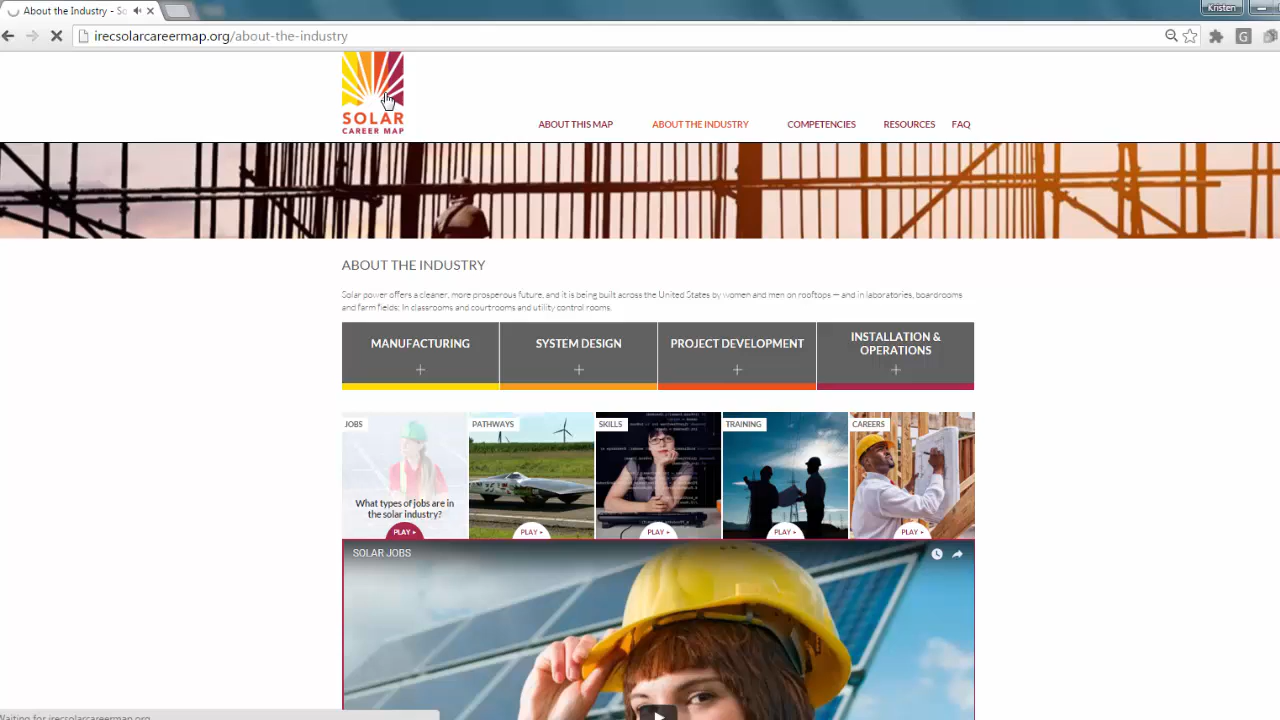 About the Industry - So
Kristen
irecsolarcareermap.org/about-the-industry
G
SOLAR
CAREER MAP
ABOUT THIS MAP
ABOUT THE INDUSTRY
COMPETENCIES
RESOURCES
FAQ
ABOUT THE INDUSTRY
Solar power offers a cleaner, more prosperous future, and it is being built across the United States by women and men on rooftops — and in laboratories, boardrooms
and farm fields; In classrooms and courtrooms and utility control rooms.
MANUFACTURING
SYSTEM DESIGN
PROJECT DEVELOPMENT
INSTALLATION &
OPERATIONS
+
+
+
+
JOBS
PATHWAYS
SKILLS
TRAINING
CAREERS
What types of jobs are in
the solar industry?
PLAY
PLAY
PLAY
PLAY
PLAY
SOLAR JOBS
Waiting for irecsolarcareermap.org